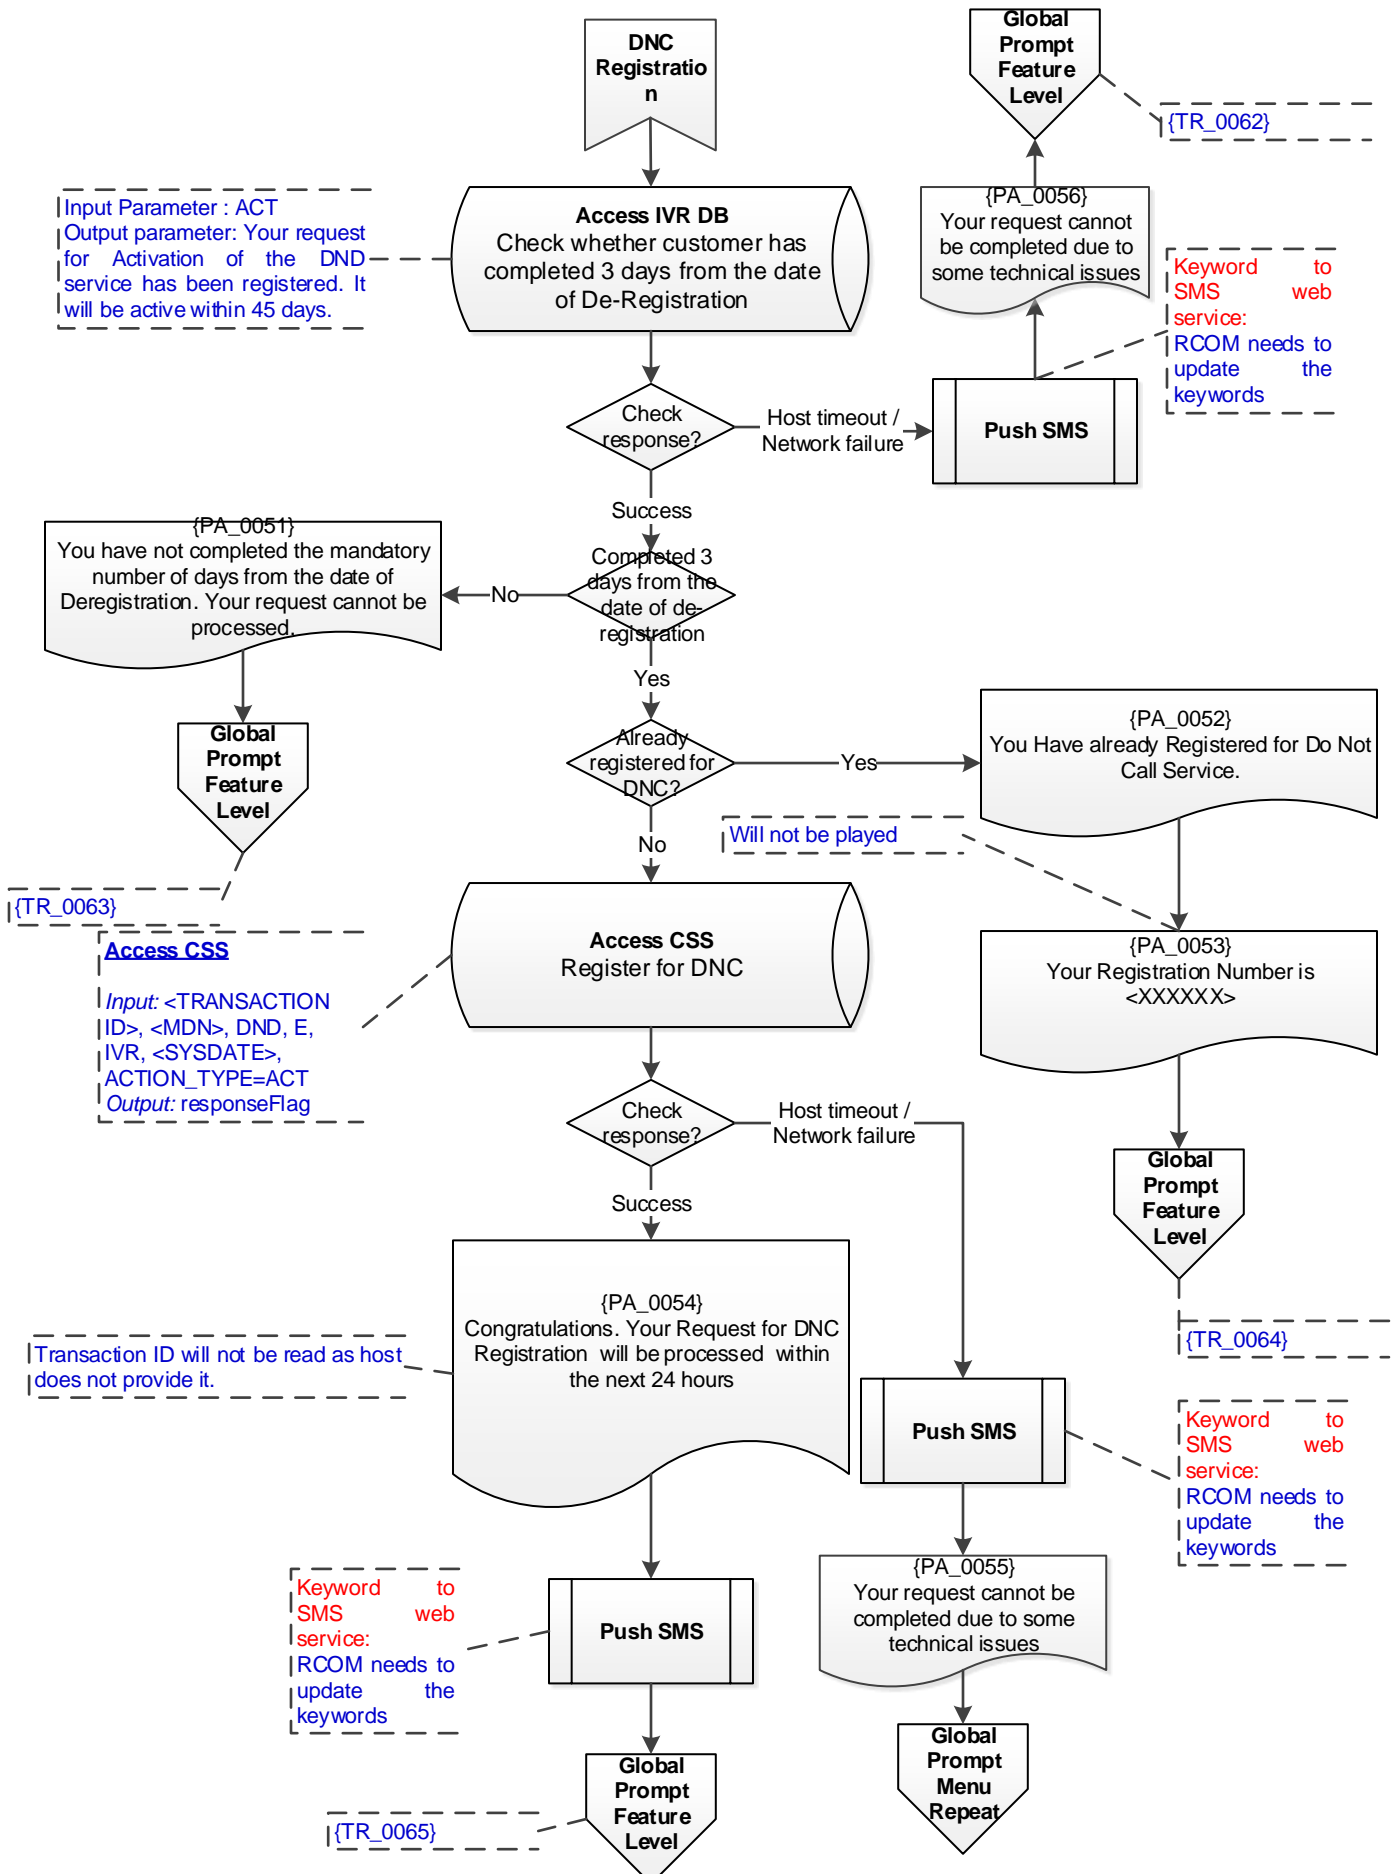 DNC
Registratio
n
Global
Prompt
Feature
Level
{TR_0062}
Input Parameter : ACT
Output parameter: Your request
for Activation of the DND
service has been registered. It
will be active within 45 days.
Access IVR DB
Check whether customer has
completed 3 days from the date
of De-Registration
{PA_0056}
Your request cannot
be completed due to
some technical issues
Keyword to
SMS web
service:
RCOM needs to
update the
keywords
Check
response?
Host timeout /
Network failure
Push SMS
Success
{PA_0051}
You have not completed the mandatory
number of days from the date of
Deregistration. Your request cannot be
processed.
No
Completed 3
days from the
date of de-
registration
Yes
Global
Prompt
Feature
Level
{TR_0063}
Already
registered for
DNC?
Yes
{PA_0052}
You Have already Registered for Do Not
Call Service.
Will not be played
No
Access CSS
Register for DNC
{PA_0053}
Your Registration Number is
<XXXXXX>
Access CSS
Input: <TRANSACTION
ID>, <MDN>, DND, E,
IVR, <SYSDATE>,
ACTION_TYPE=ACT
Output: responseFlag
Check
response?
Host timeout /
Network failure
Global
Prompt
Feature
Level
{TR_0064}
Success
{PA_0054}
Congratulations. Your Request for DNC
Registration will be processed within
the next 24 hours
Transaction ID will not be read as host
does not provide it.
Push SMS
Keyword to
SMS web
service:
RCOM needs to
update the
keywords
{PA_0055}
Your request cannot be
completed due to some
technical issues
Keyword to
SMS web
service:
RCOM needs to
update the
keywords
Push SMS
Global
Prompt
Menu
Repeat
Global
Prompt
Feature
Level
{TR_0065}